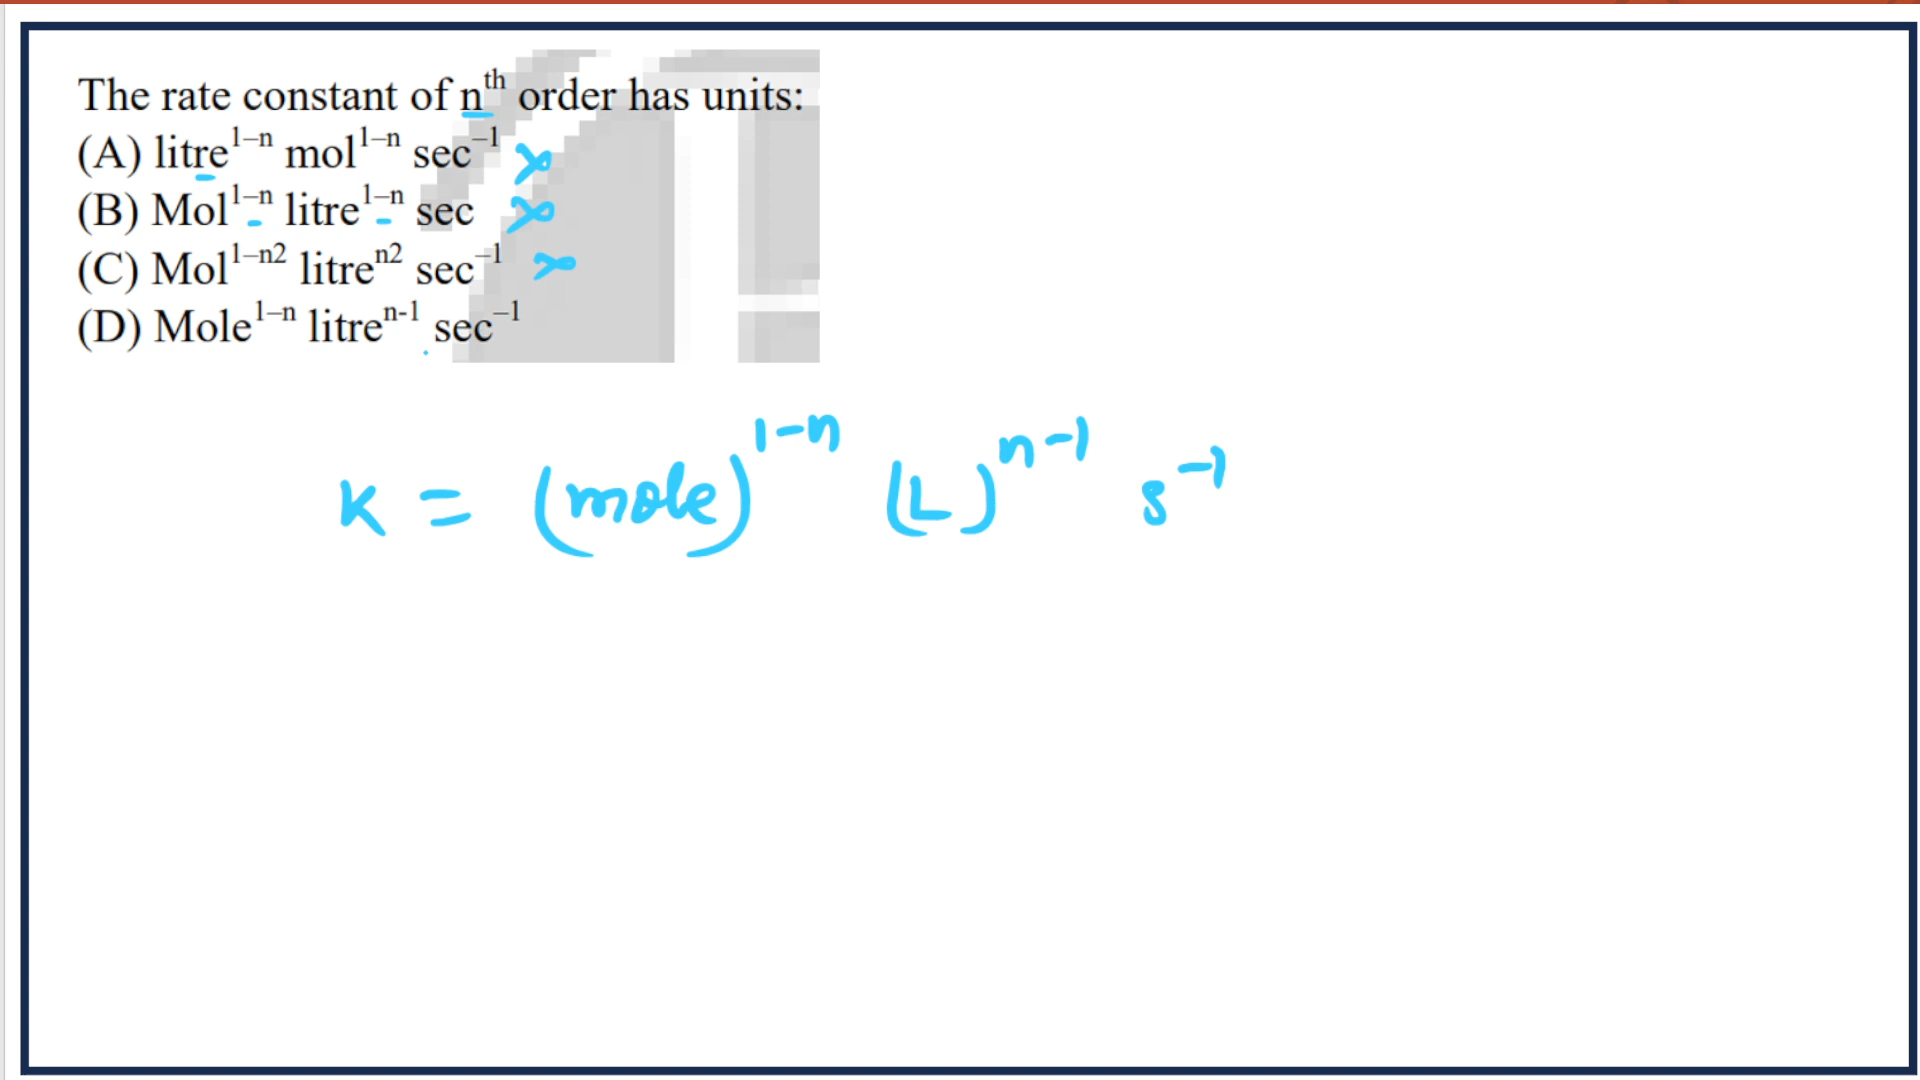 The rate constant of nᵗʰ order has units:
(A) litre¹⁻ⁿ mol¹⁻ⁿ sec⁻¹
(B) Mol¹⁻ⁿ litre¹⁻ⁿ sec
(C) Mol¹⁻ⁿ² litreⁿ² sec⁻¹
(D) Mole¹⁻ⁿ litreⁿ⁻¹ sec⁻¹
K = (mole)¹⁻ⁿ (L)ⁿ⁻¹ s⁻¹